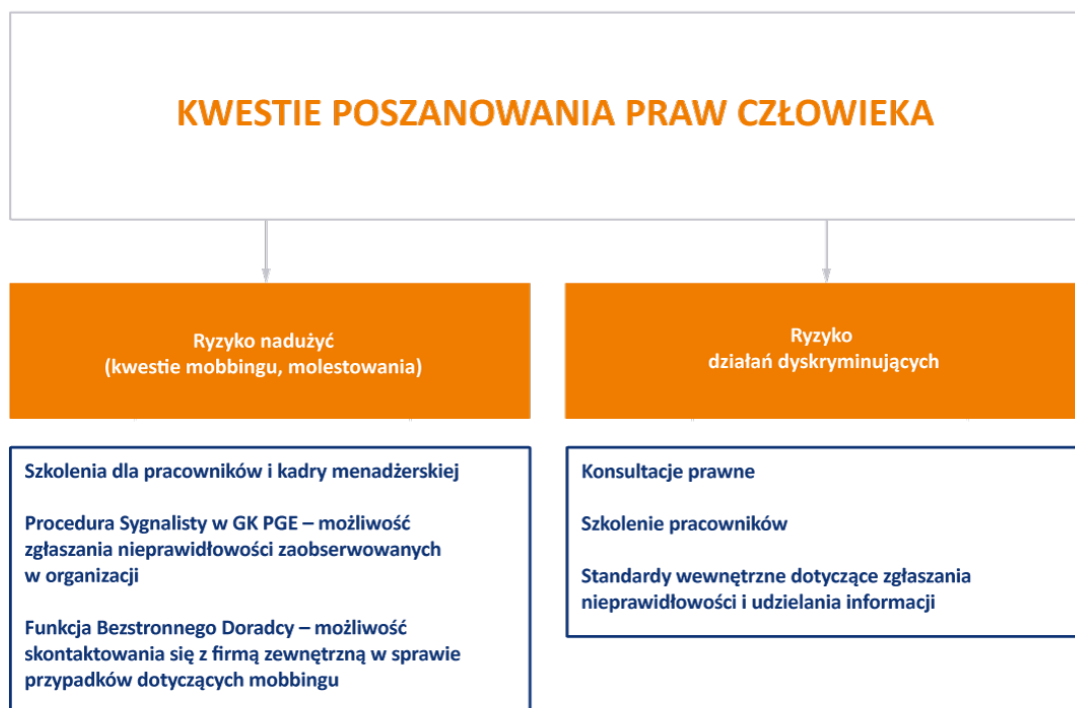 KWESTIE POSZANOWANIA PRAW CZŁOWIEKA
Ryzyko nadużyć
(kwestie mobbingu, molestowania)
Szkolenia dla pracowników i kadry menadżerskiej
Procedura Sygnalisty w GK PGE – możliwość
zgłaszania nieprawidłowości zaobserwowanych
w organizacji
Funkcja Bezstronnego Doradcy – możliwość
skontaktowania się z firmą zewnętrzną w sprawie
przypadków dotyczących mobbingu
Ryzyko
działań dyskryminujących
Konsultacje prawne
Szkolenie pracowników
Standardy wewnętrzne dotyczące zgłaszania
nieprawidłowości i udzielania informacji